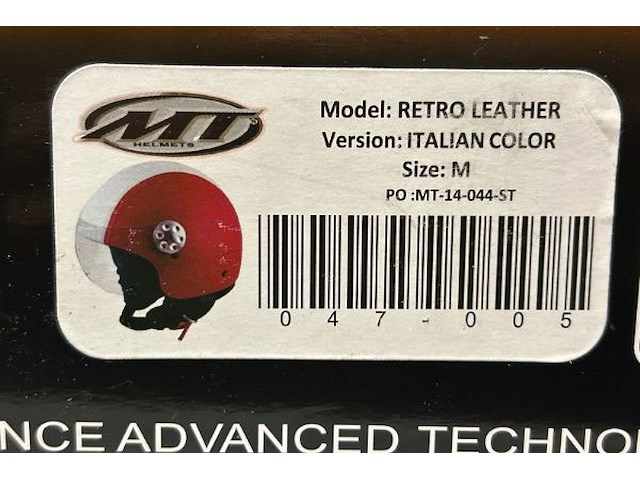 MT
HELMETS
Model: RETRO LEATHER
Version: ITALIAN COLOR
Size: M
PO :MT-14-044-ST
047-005
NCE ADVANCED TECHNO